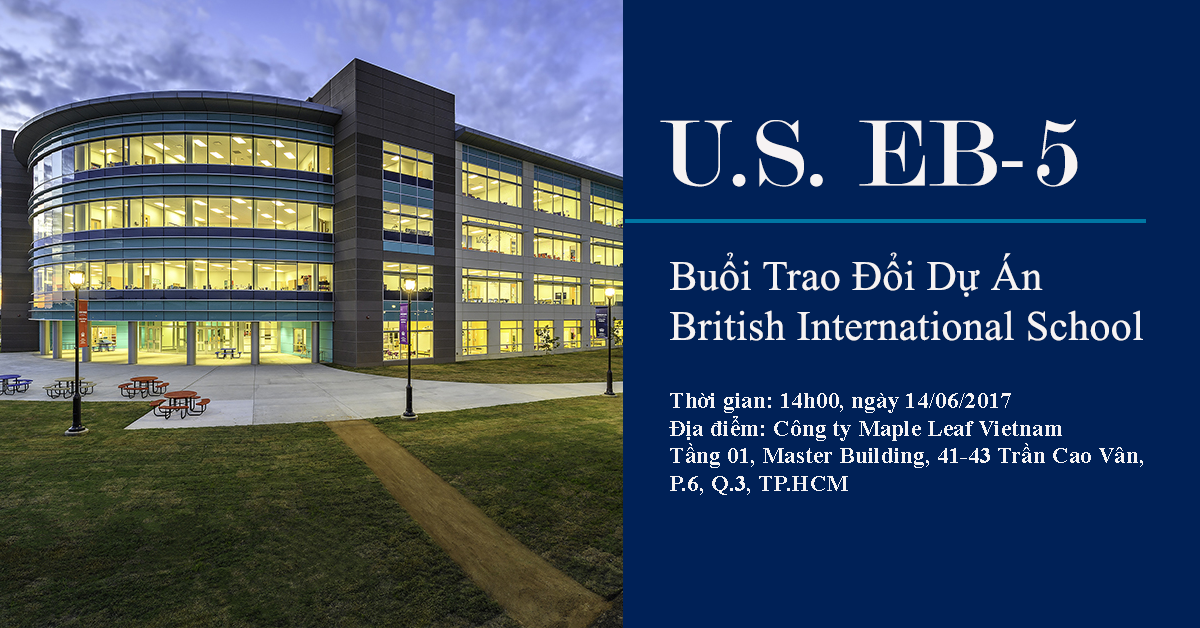 U.S. EB-5
Buổi Trao Đổi Dự Án
British International School
Thời gian: 14h00, ngày 14/06/2017
Địa điểm: Công ty Maple Leaf Vietnam
Tầng 01, Master Building, 41-43 Trần Cao Vân,
P.6, Q.3, TP.HCM